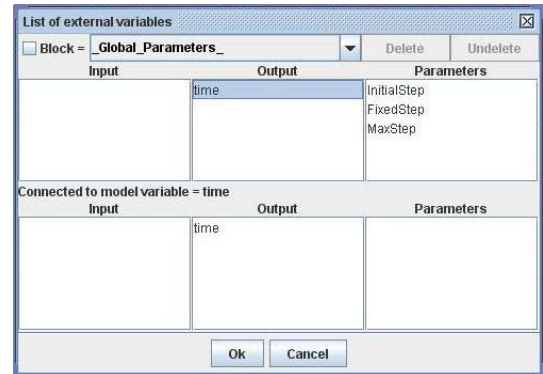 List of external variables
Block = _Global_Parameters_ Delete Undelete
Input Output Parameters
time InitialStep
FixedStep
MaxStep
Connected to model variable = time
Input Output Parameters
time
Ok Cancel